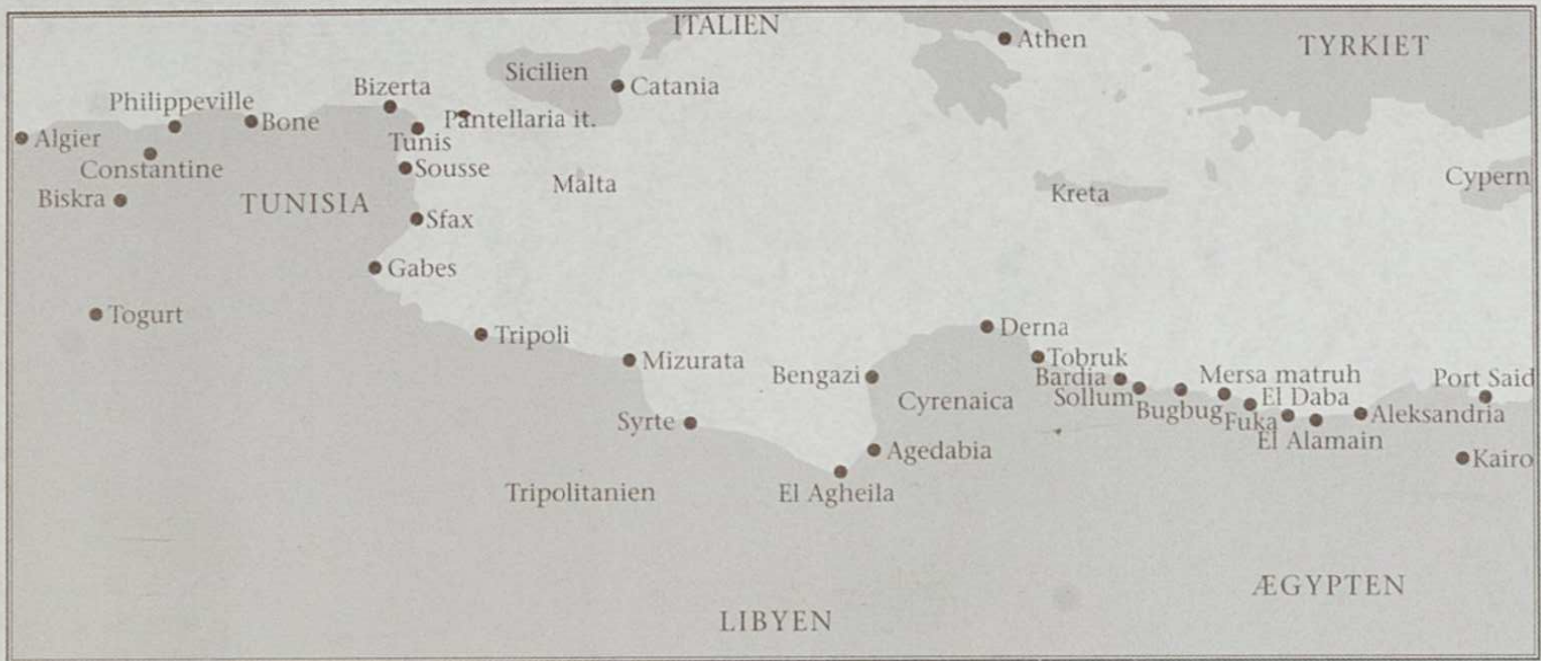 ITALIEN
Athen
TYRKIET
Sicilien
Catania
Bizerta
Philippeville
Bone
Pantellaria it.
Algier
Tunis
Constantine
Sousse
Malta
Biskra
TUNISIA
Kreta
Cypern
Sfax
Gabes
Togurt
Tripoli
Derna
Mizurata
Tobruk
Bengazi
Bardia
Mersa matruh
Port Said
Sollum
El Daba
Cyrenaica
Bugbug
Fuka
Aleksandria
Syrte
El Alamain
Agedabia
Kairo
Tripolitanien
El Agheila
ÆGYPTEN
LIBYEN